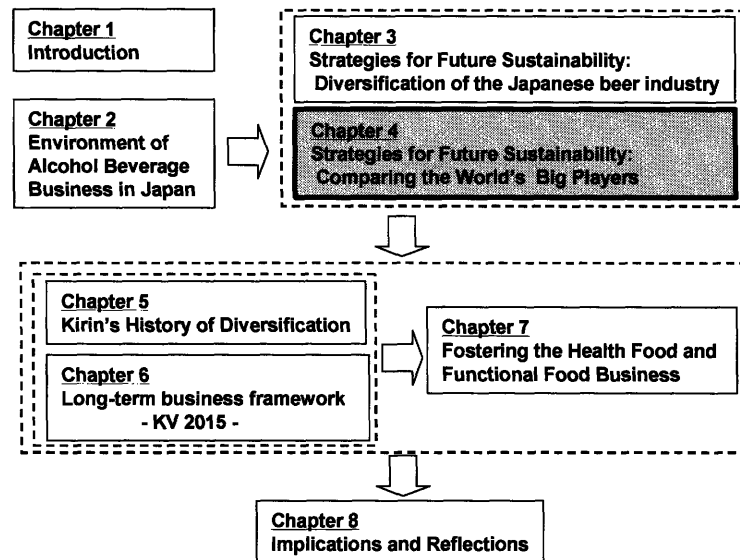 Chapter 1
Introduction
Chapter 2
Environment of
Alcohol Beverage
Business in Japan
Chapter 3
Strategies for Future Sustainability:
Diversification of the Japanese beer industry
Chapter 4
Strategies for Future Sustainability:
Comparing the World's Big Players
Chapter 5
Kirin's History of Diversification
Chapter 6
Long-term business framework
- KV 2015 -
Chapter 7
Fostering the Health Food and
Functional Food Business
Chapter 8
Implications and Reflections